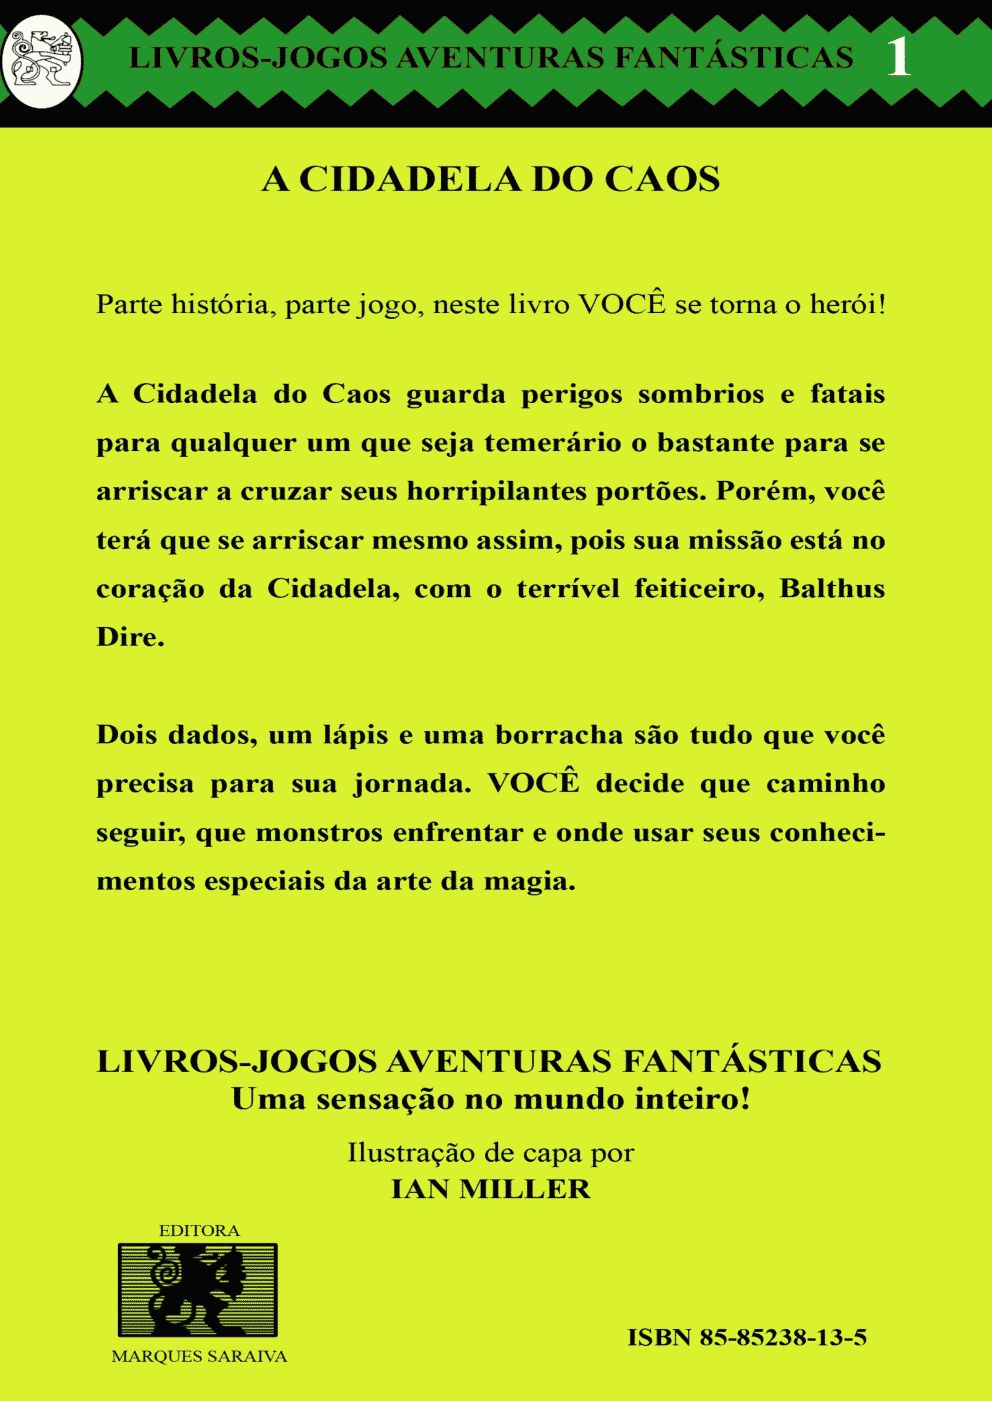 LIVROS-JOGOS AVENTURAS FANTÁSTICAS 1
A CIDADELA DO CAOS
Parte história, parte jogo, neste livro VOCÊ se torna o herói!
A Cidadela do Caos guarda perigos sombrios e fatais
para qualquer um que seja temerário o bastante para se
arriscar a cruzar seus horripilantes portões. Porém, você
terá que se arriscar mesmo assim, pois sua missão está no
coração da Cidadela, com o terrível feiticeiro, Balthus
Dire.
Dois dados, um lápis e uma borracha são tudo que você
precisa para sua jornada. VOCÊ decide que caminho
seguir, que monstros enfrentar e onde usar seus conheci-
mentos especiais da arte da magia.
LIVROS-JOGOS AVENTURAS FANTÁSTICAS
Uma sensação no mundo inteiro!
Ilustração de capa por
IAN MILLER
EDITORA
MARQUES SARAIVA
ISBN 85-85238-13-5